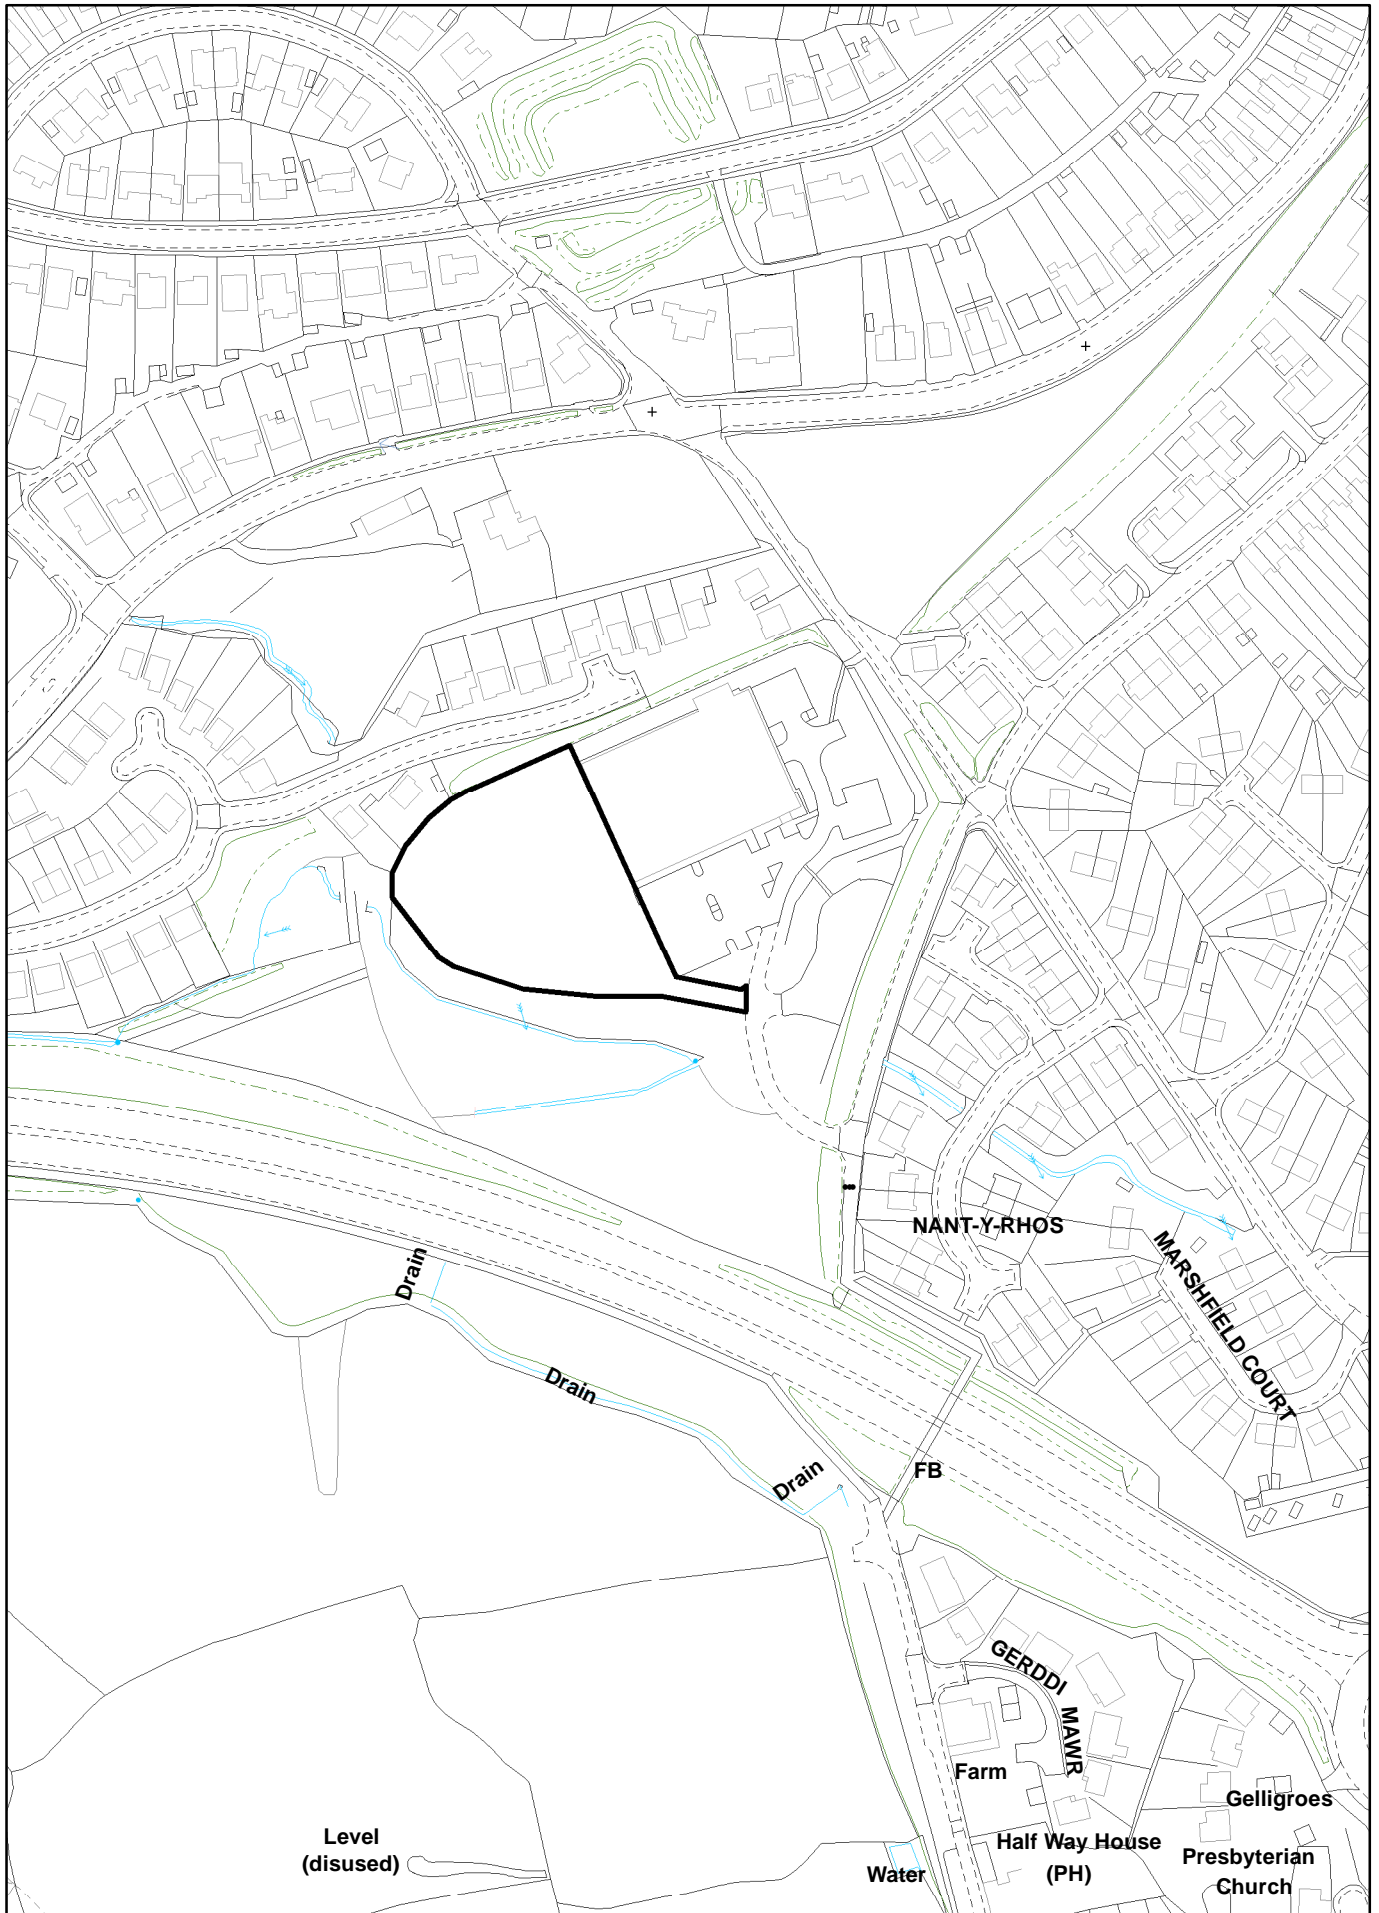 NANT-Y-RHOS
MARSHFIELD COURT
Drain
Drain
Drain
FB
GERDDI
MAWR
Farm
Gelligroes
Level
(disused)
Half Way House
(PH)
Presbyterian
Church
Water